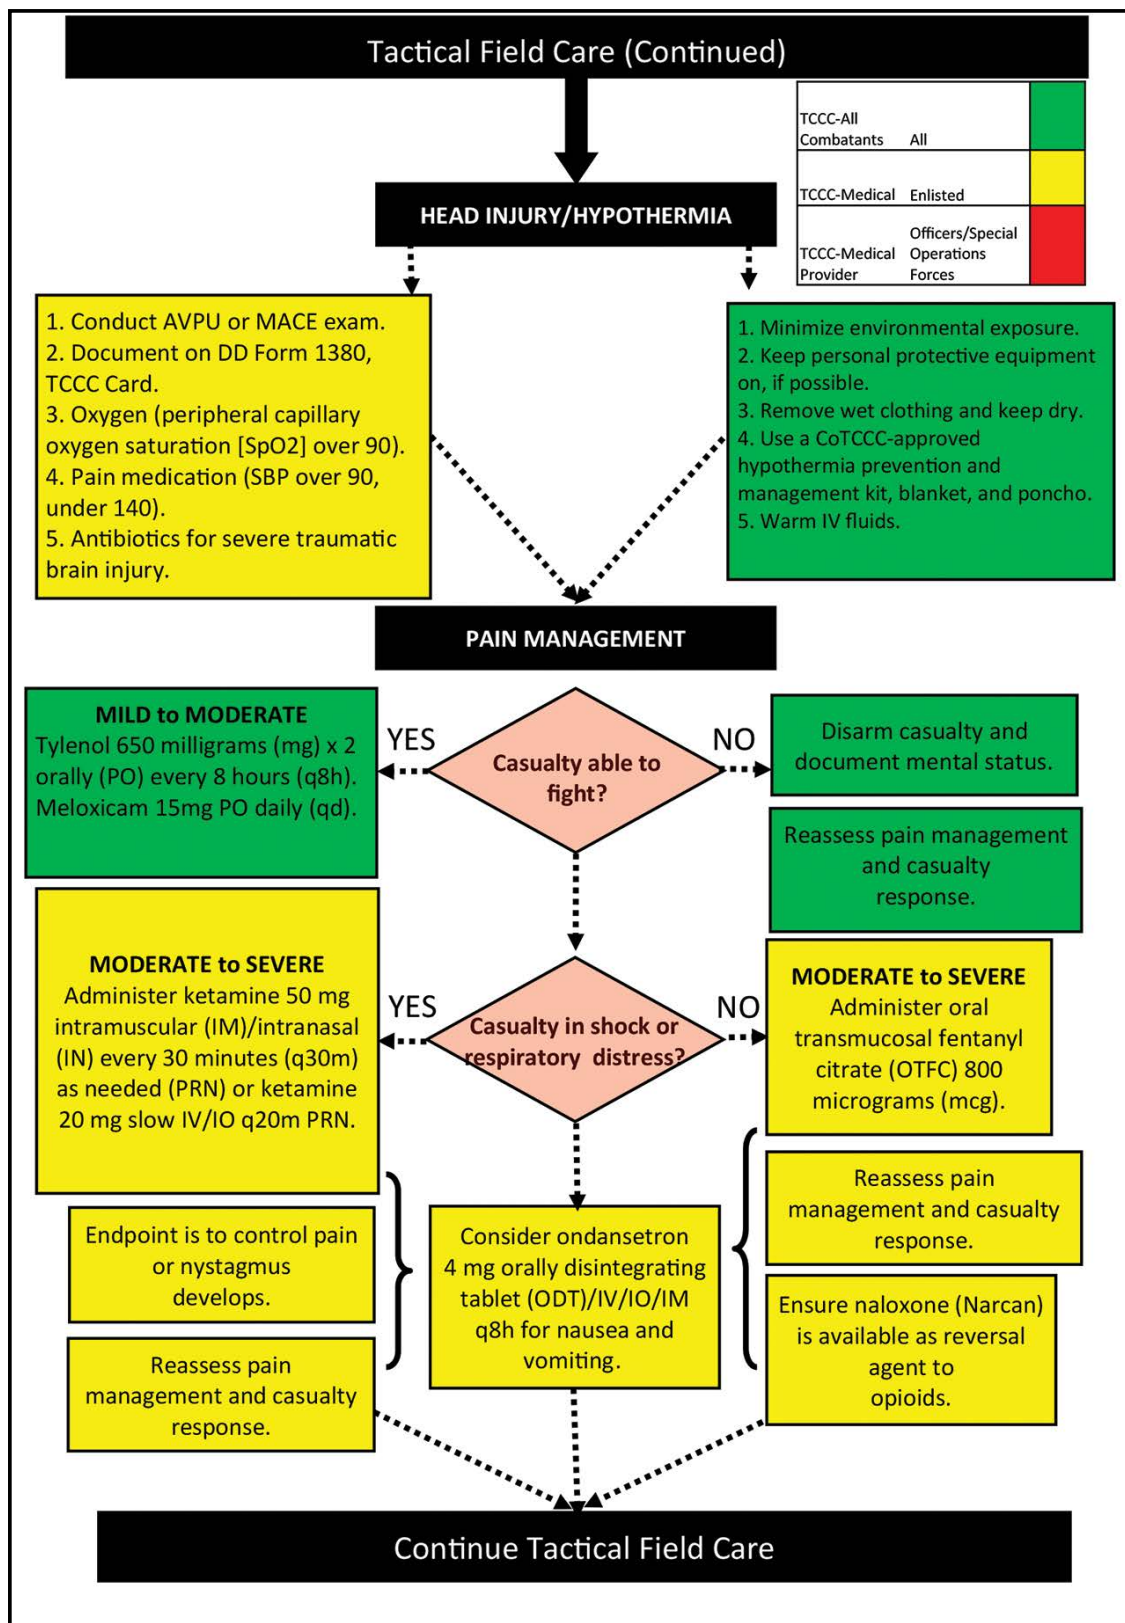 Tactical Field Care (Continued)
TCCC-All
Combatants All
TCCC-Medical Enlisted
Officers/Special
TCCC-Medical Operations
Provider Forces
HEAD INJURY/HYPOTHERMIA
1. Conduct AVPU or MACE exam.
2. Document on DD Form 1380,
TCCC Card.
3. Oxygen (peripheral capillary
oxygen saturation [SpO2] over 90).
4. Pain medication (SBP over 90,
under 140).
5. Antibiotics for severe traumatic
brain injury.
1. Minimize environmental exposure.
2. Keep personal protective equipment
on, if possible.
3. Remove wet clothing and keep dry.
4. Use a CoTCCC-approved
hypothermia prevention and
management kit, blanket, and poncho.
5. Warm IV fluids.
PAIN MANAGEMENT
MILD to MODERATE
Tylenol 650 milligrams (mg) x 2
orally (PO) every 8 hours (q8h).
Meloxicam 15mg PO daily (qd).
YES
Casualty able to
fight?
NO
Disarm casualty and
document mental status.
Reassess pain management
and casualty
response.
MODERATE to SEVERE
Administer ketamine 50 mg
intramuscular (IM)/intranasal
(IN) every 30 minutes (q30m)
as needed (PRN) or ketamine
20 mg slow IV/IO q20m PRN.
YES
Casualty in shock or
respiratory distress?
NO
MODERATE to SEVERE
Administer oral
transmucosal fentanyl
citrate (OTFC) 800
micrograms (mcg).
Endpoint is to control pain
or nystagmus
develops.
Reassess pain
management and casualty
response.
Consider ondansetron
4 mg orally disintegrating
tablet (ODT)/IV/IO/IM
q8h for nausea and
vomiting.
Reassess pain
management and casualty
response.
Ensure naloxone (Narcan)
is available as reversal
agent to
opioids.
Continue Tactical Field Care